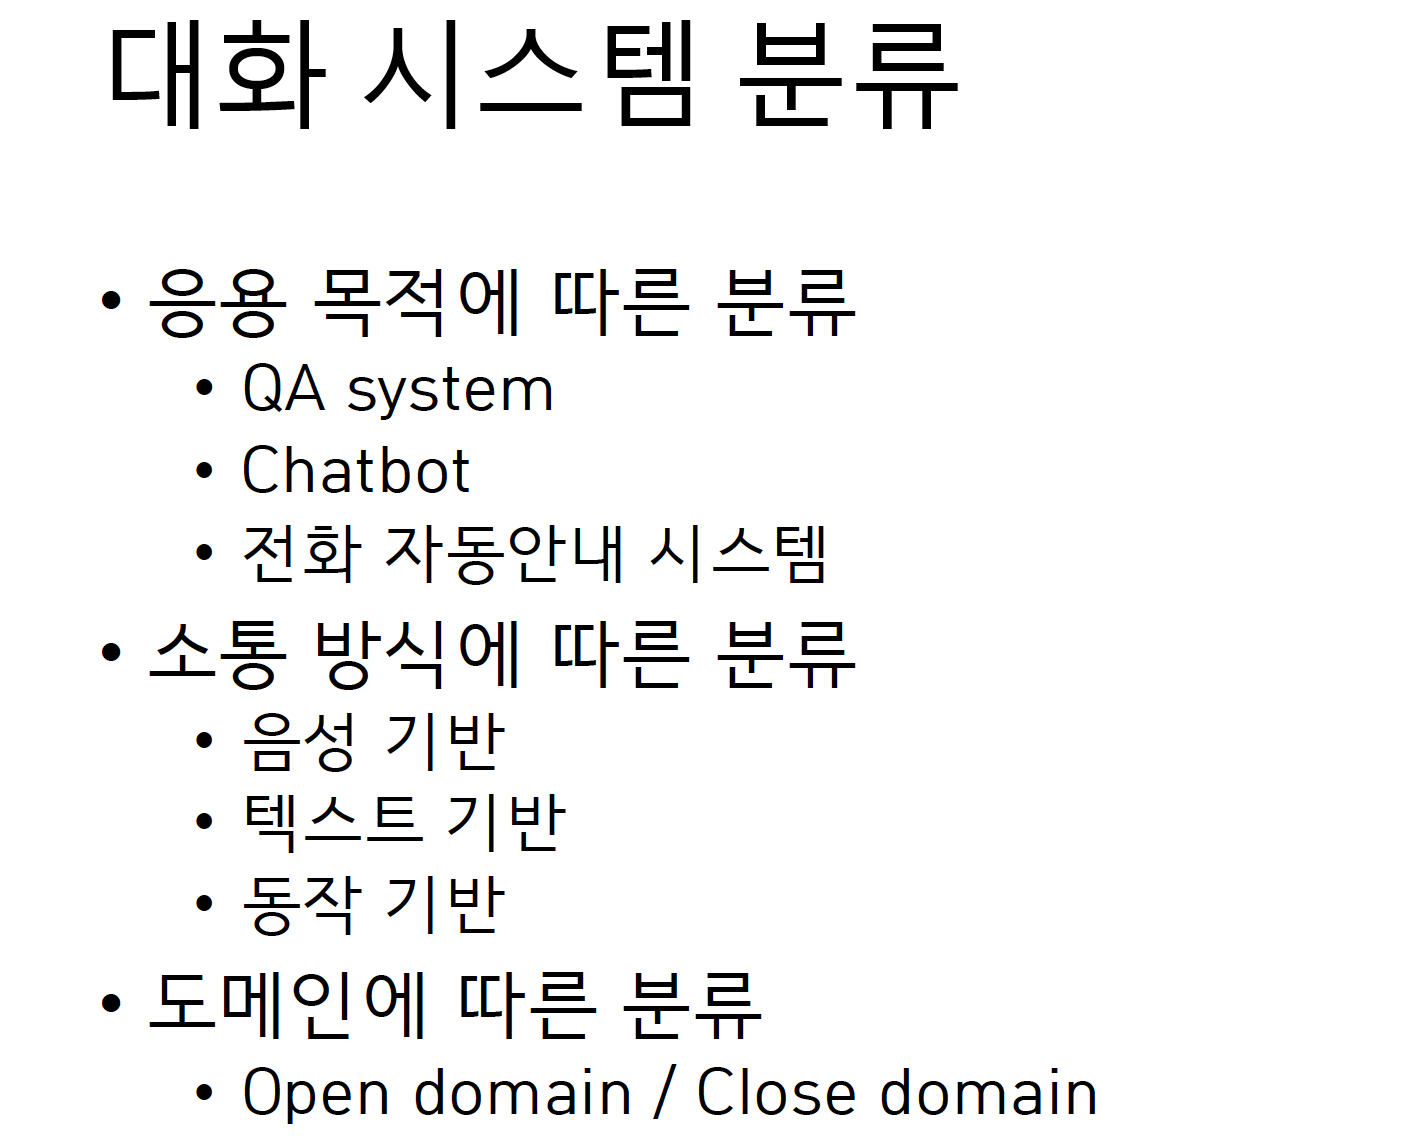 대화 시스템 분류
• 응용 목적에 따른 분류
• QA system
• Chatbot
• 전화 자동안내 시스템
• 소통 방식에 따른 분류
• 음성 기반
• 텍스트 기반
• 동작 기반
• 도메인에 따른 분류
• Open domain / Close domain